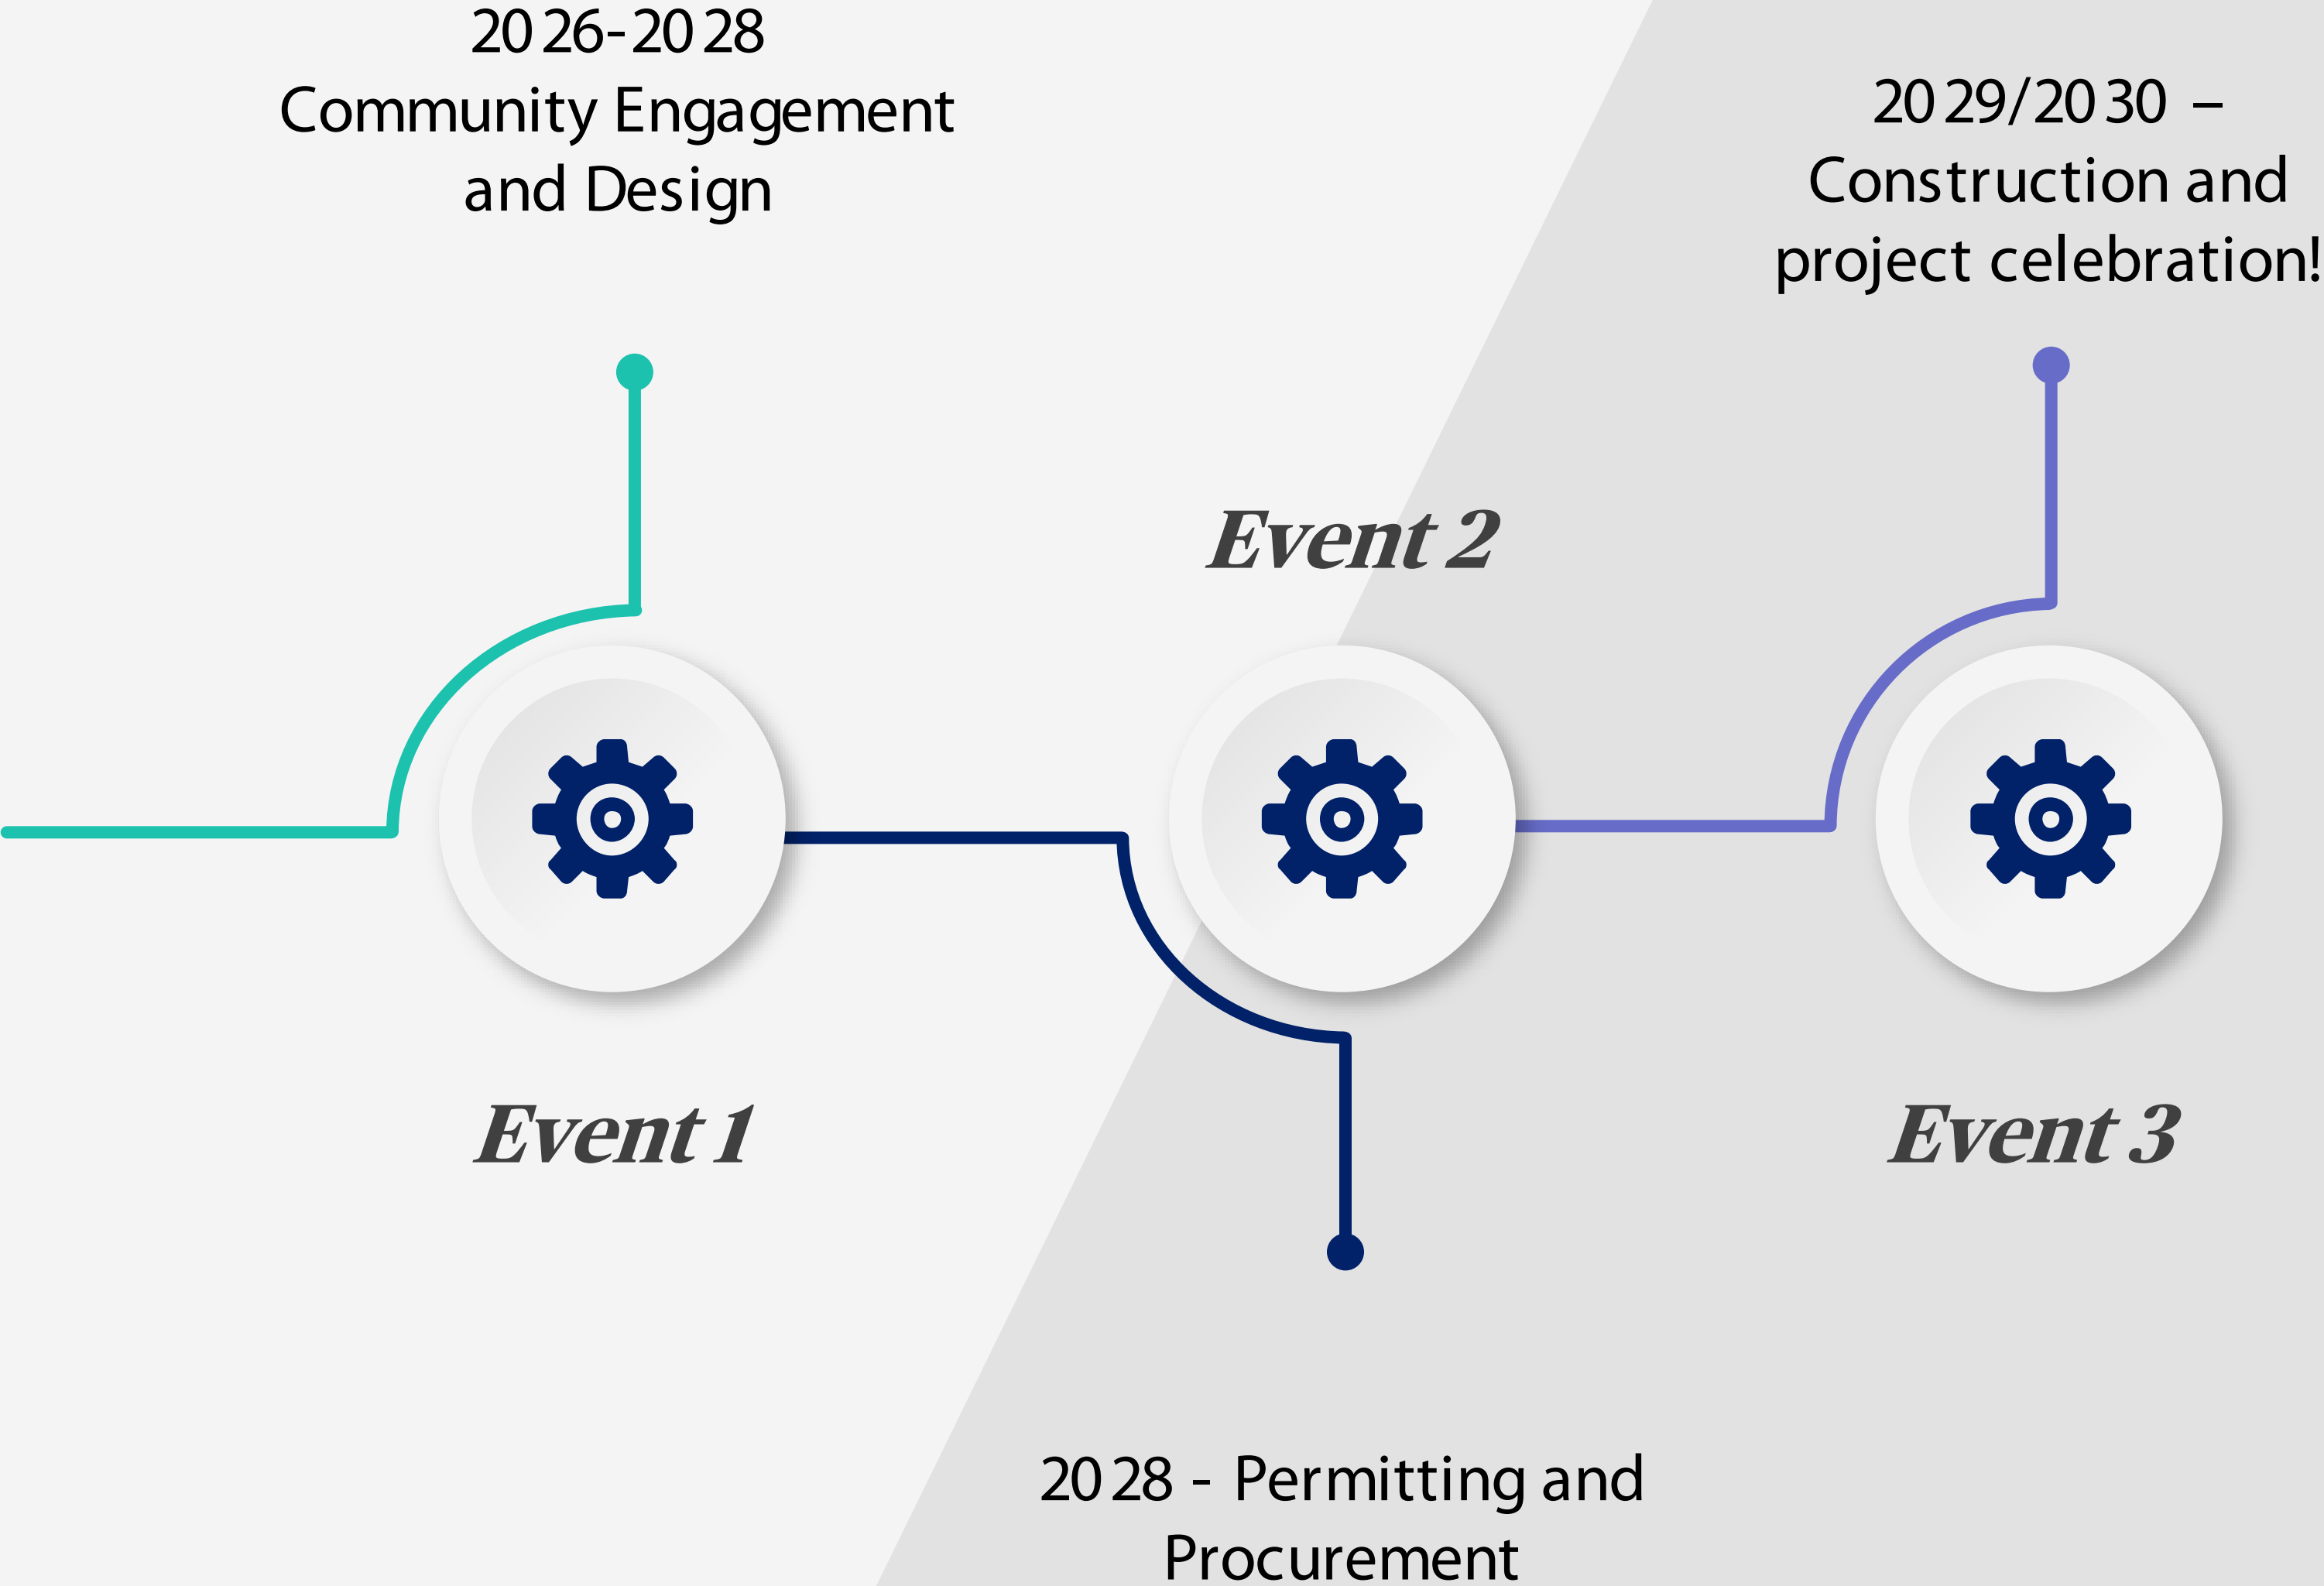 2026-2028
Community Engagement
and Design
2029/2030 –
Construction and
project celebration!
Event 2
Event 1
Event 3
2028 - Permitting and
Procurement